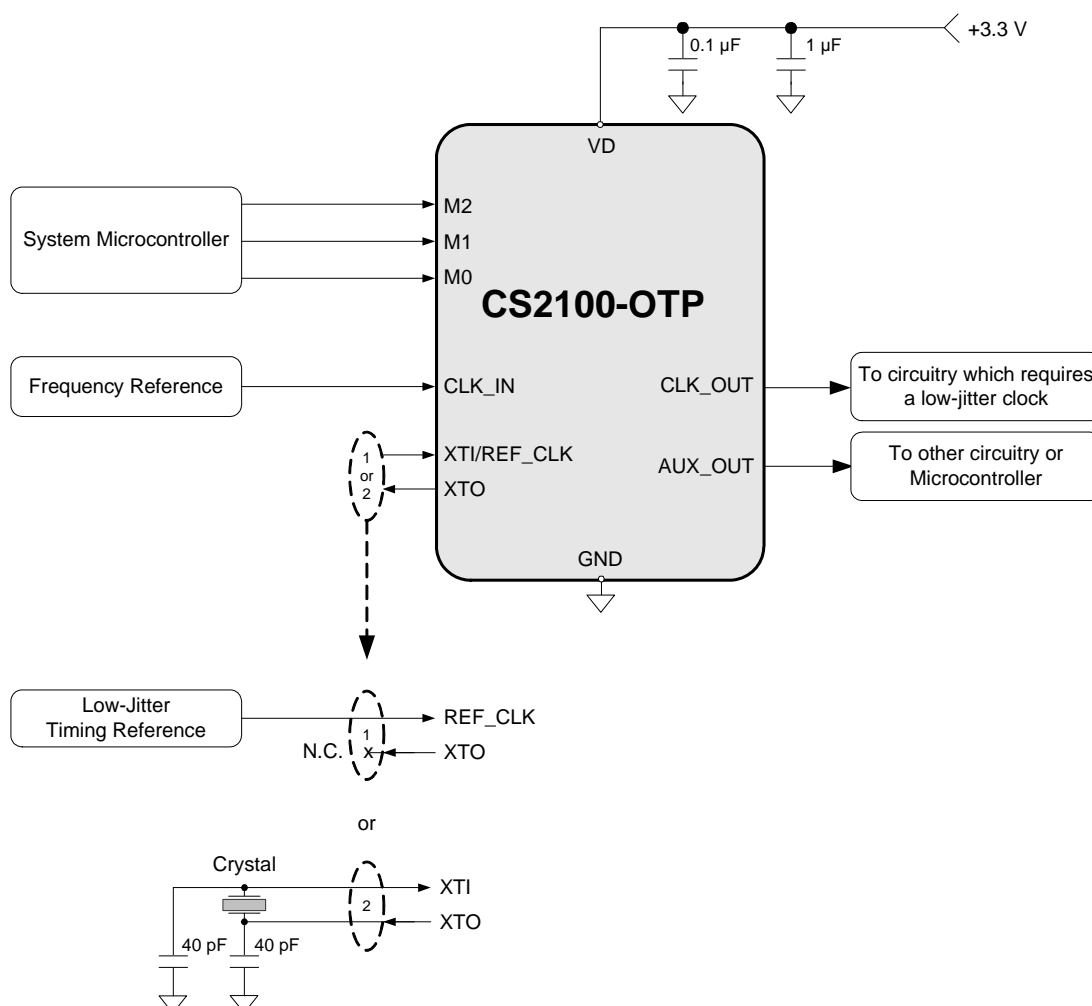 +3.3 V
0.1 µF
1 µF
VD
System Microcontroller
M2
M1
M0
CS2100-OTP
Frequency Reference
CLK_IN
CLK_OUT
To circuitry which requires
a low-jitter clock
1
or
2
XTI/REF_CLK
XTO
AUX_OUT
To other circuitry or
Microcontroller
GND
Low-Jitter
Timing Reference
REF_CLK
1
N.C.
x
XTO
or
Crystal
XTI
2
XTO
40 pF
40 pF